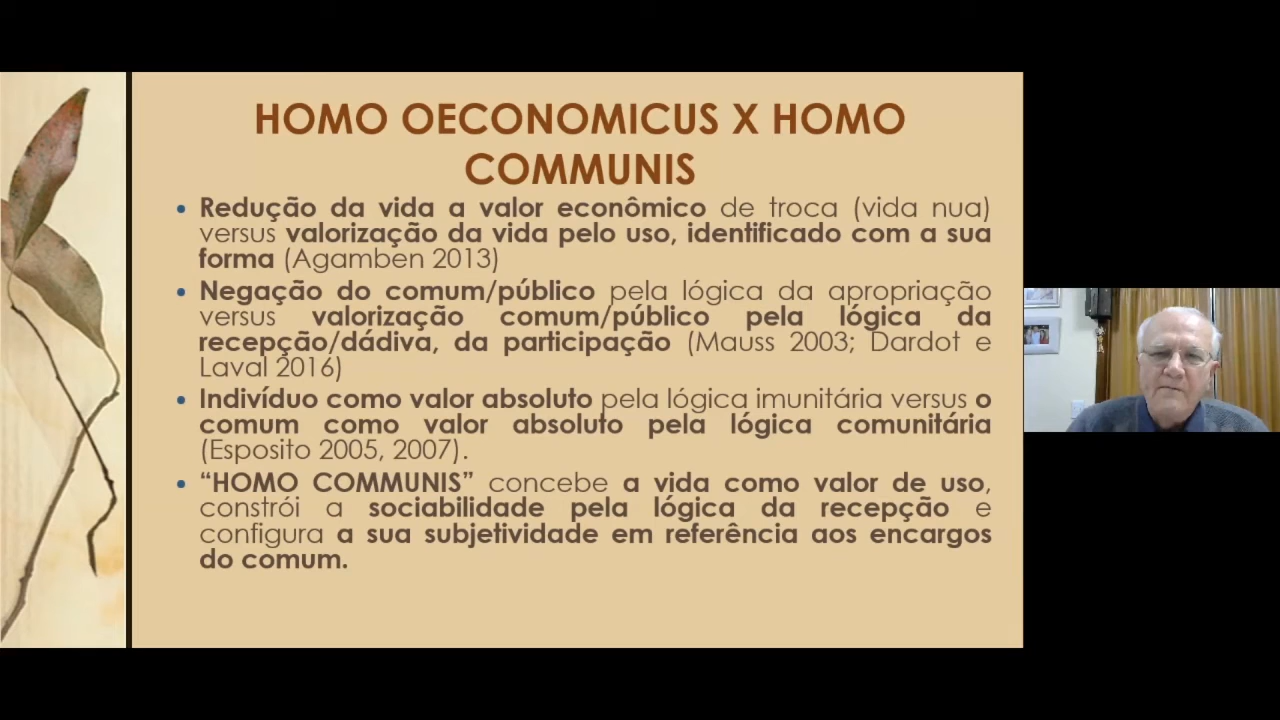 HOMO OECONOMICUS X HOMO
COMMUNIS
• Redução da vida a valor econômico de troca (vida nua)
versus valorização da vida pelo uso, identificado com a sua
forma (Agamben 2013)
• Negação do comum/público pela lógica da apropriação
versus valorização comum/público pela lógica da
recepção/dádiva, da participação (Mauss 2003; Dardot e
Laval 2016)
• Indivíduo como valor absoluto pela lógica imunitária versus o
comum como valor absoluto pela lógica comunitária
(Esposito 2005, 2007).
• “HOMO COMMUNIS” concebe a vida como valor de uso,
constrói a sociabilidade pela lógica da recepção e
configura a sua subjetividade em referência aos encargos
do comum.